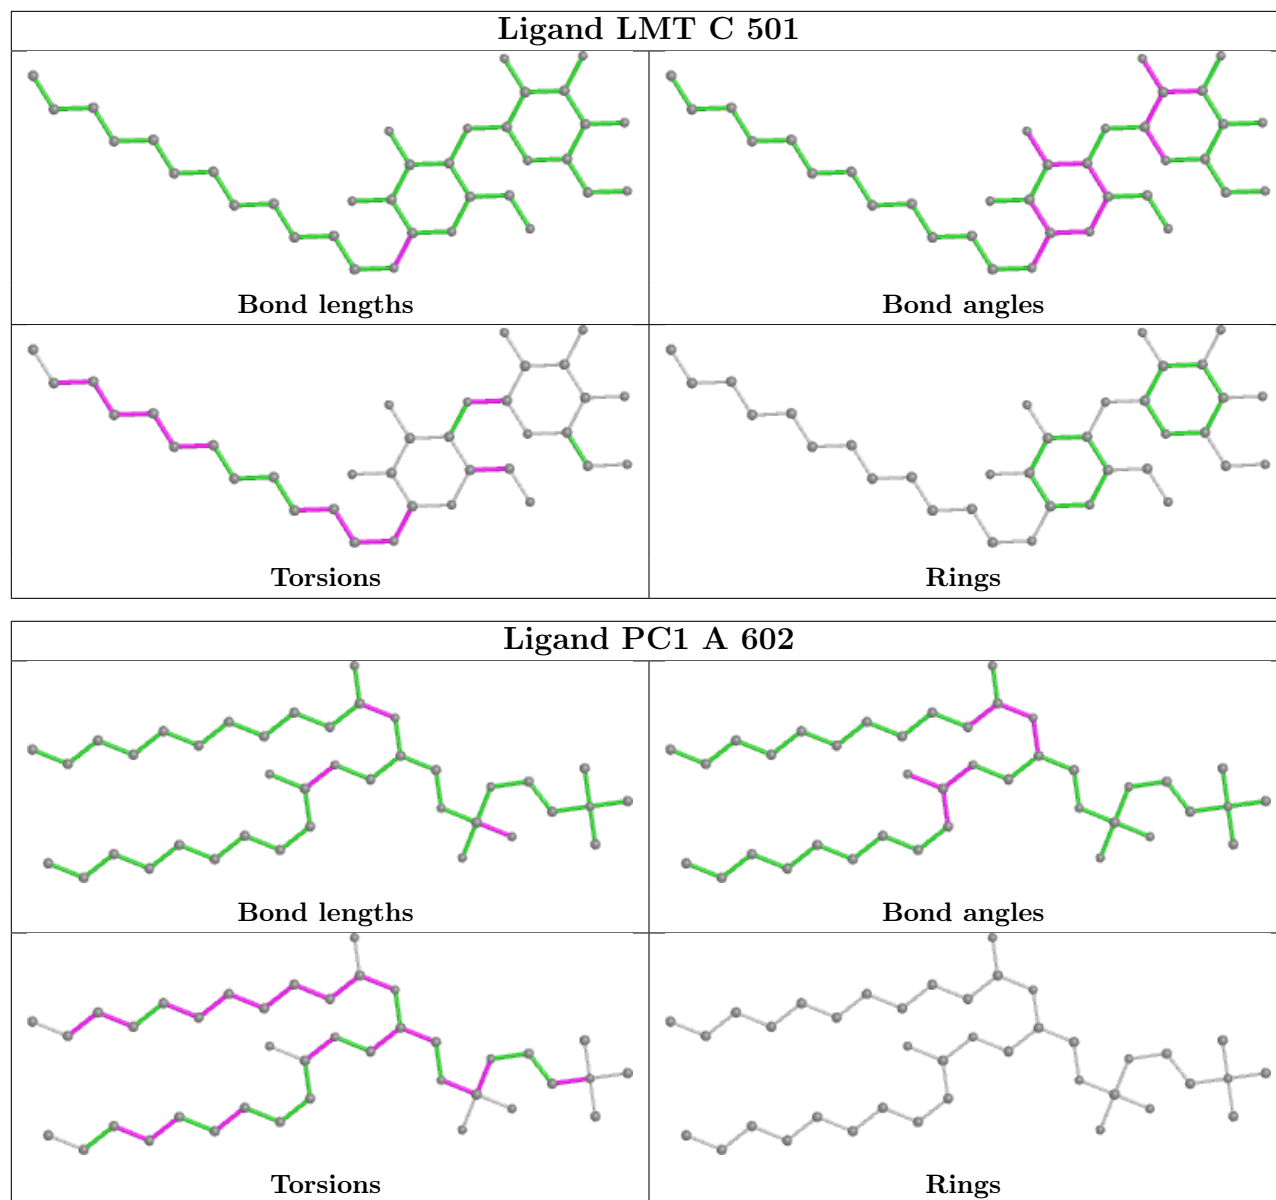 Ligand LMT C 501
Bond lengths
Bond angles
Torsions
Rings
Ligand PC1 A 602
Bond lengths
Bond angles
Torsions
Rings